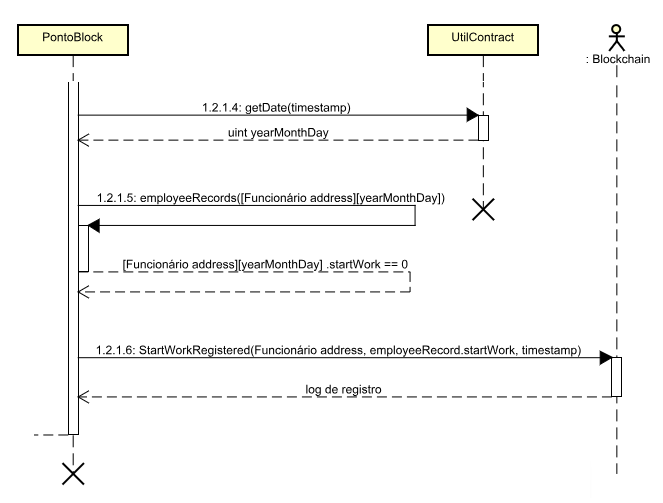 PontoBlock
UtilContract
: Blockchain
1.2.1.4: getDate(timestamp)
uint yearMonthDay
1.2.1.5: employeeRecords([Funcionário address][yearMonthDay])
[Funcionário address][yearMonthDay] .startWork == 0
1.2.1.6: StartWorkRegistered(Funcionário address, employeeRecord.startWork, timestamp)
log de registro